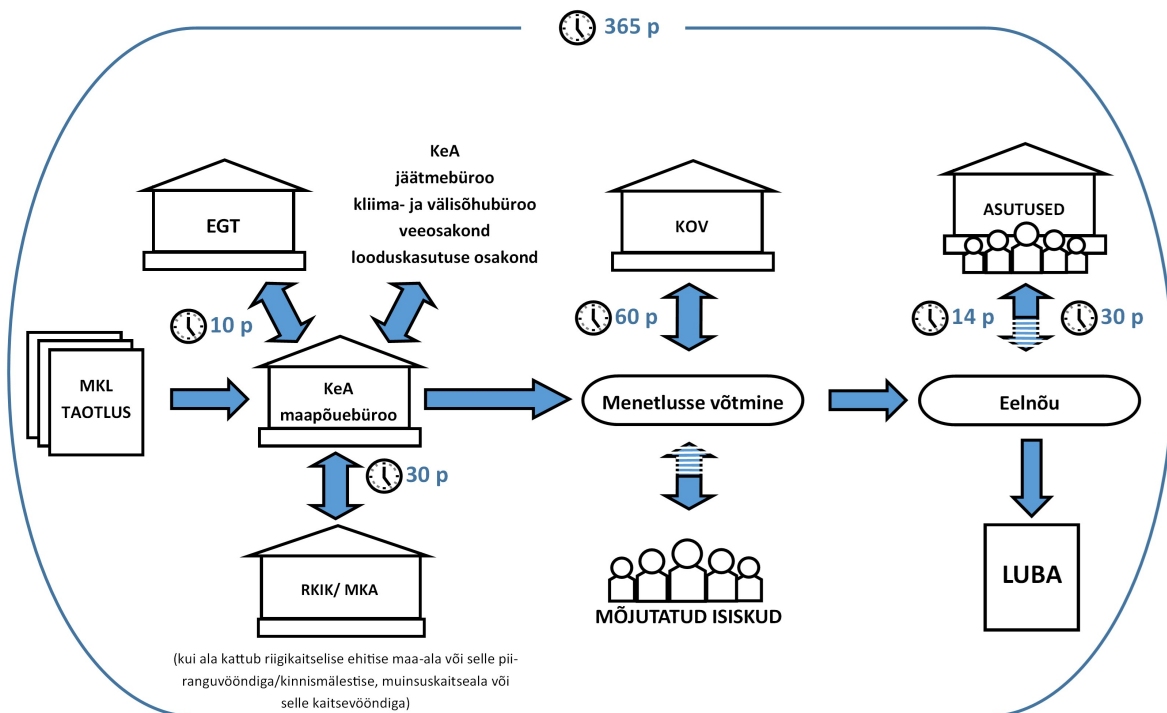 365 p
EGT
KeA
jäätmebüroo
kliima- ja välisõhubüroo
veeosakond
looduskasutuse osakond
KOV
ASUTUSED
10 p
60 p
14 p
30 p
MKL
TAOTLUS
KeA
maapõuebüroo
Menetlusse võtmine
Eelnõu
30 p
RKIK/ MKA
MÕJUTATUD ISISKUD
LUBA
(kui ala kattub riigikaitselise ehitise maa-ala või selle pii-
ranguvööndiga/kinnismälestise, muinsuskaitseala või
selle kaitsevööndiga)